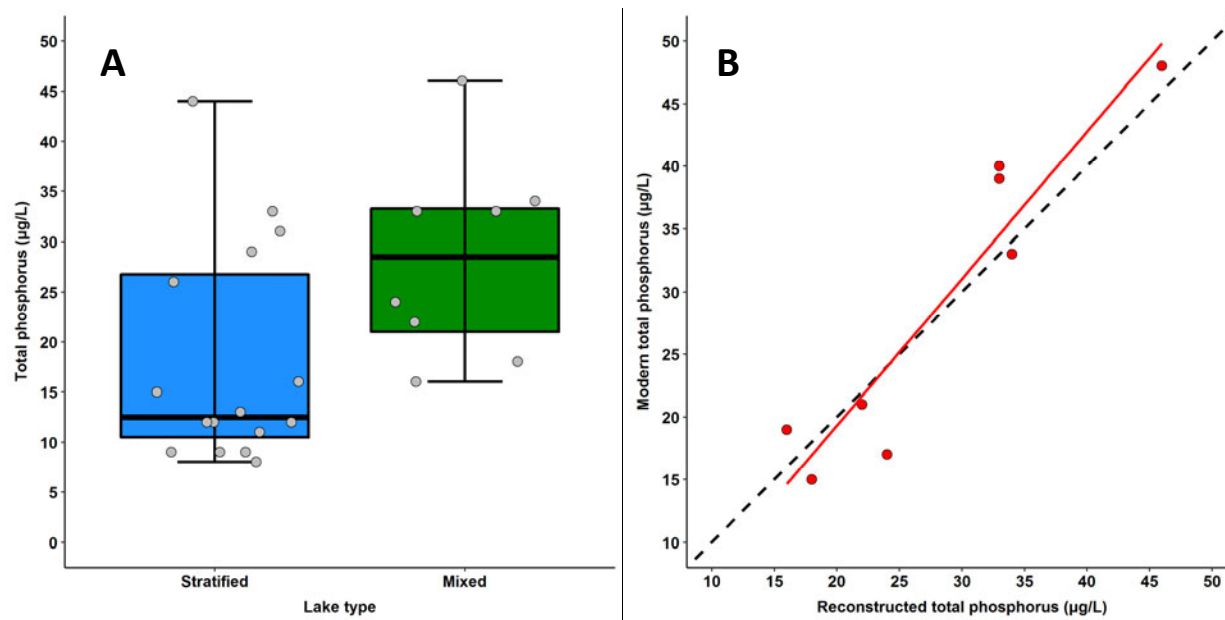 A
Total phosphorus (µg/L)
50
45
40
35
30
25
20
15
10
5
0
Stratified Mixed
Lake type
B
Modern total phosphorus (µg/L)
50
45
40
35
30
25
20
15
10
10 15 20 25 30 35 40 45 50
Reconstructed total phosphorus (µg/L)